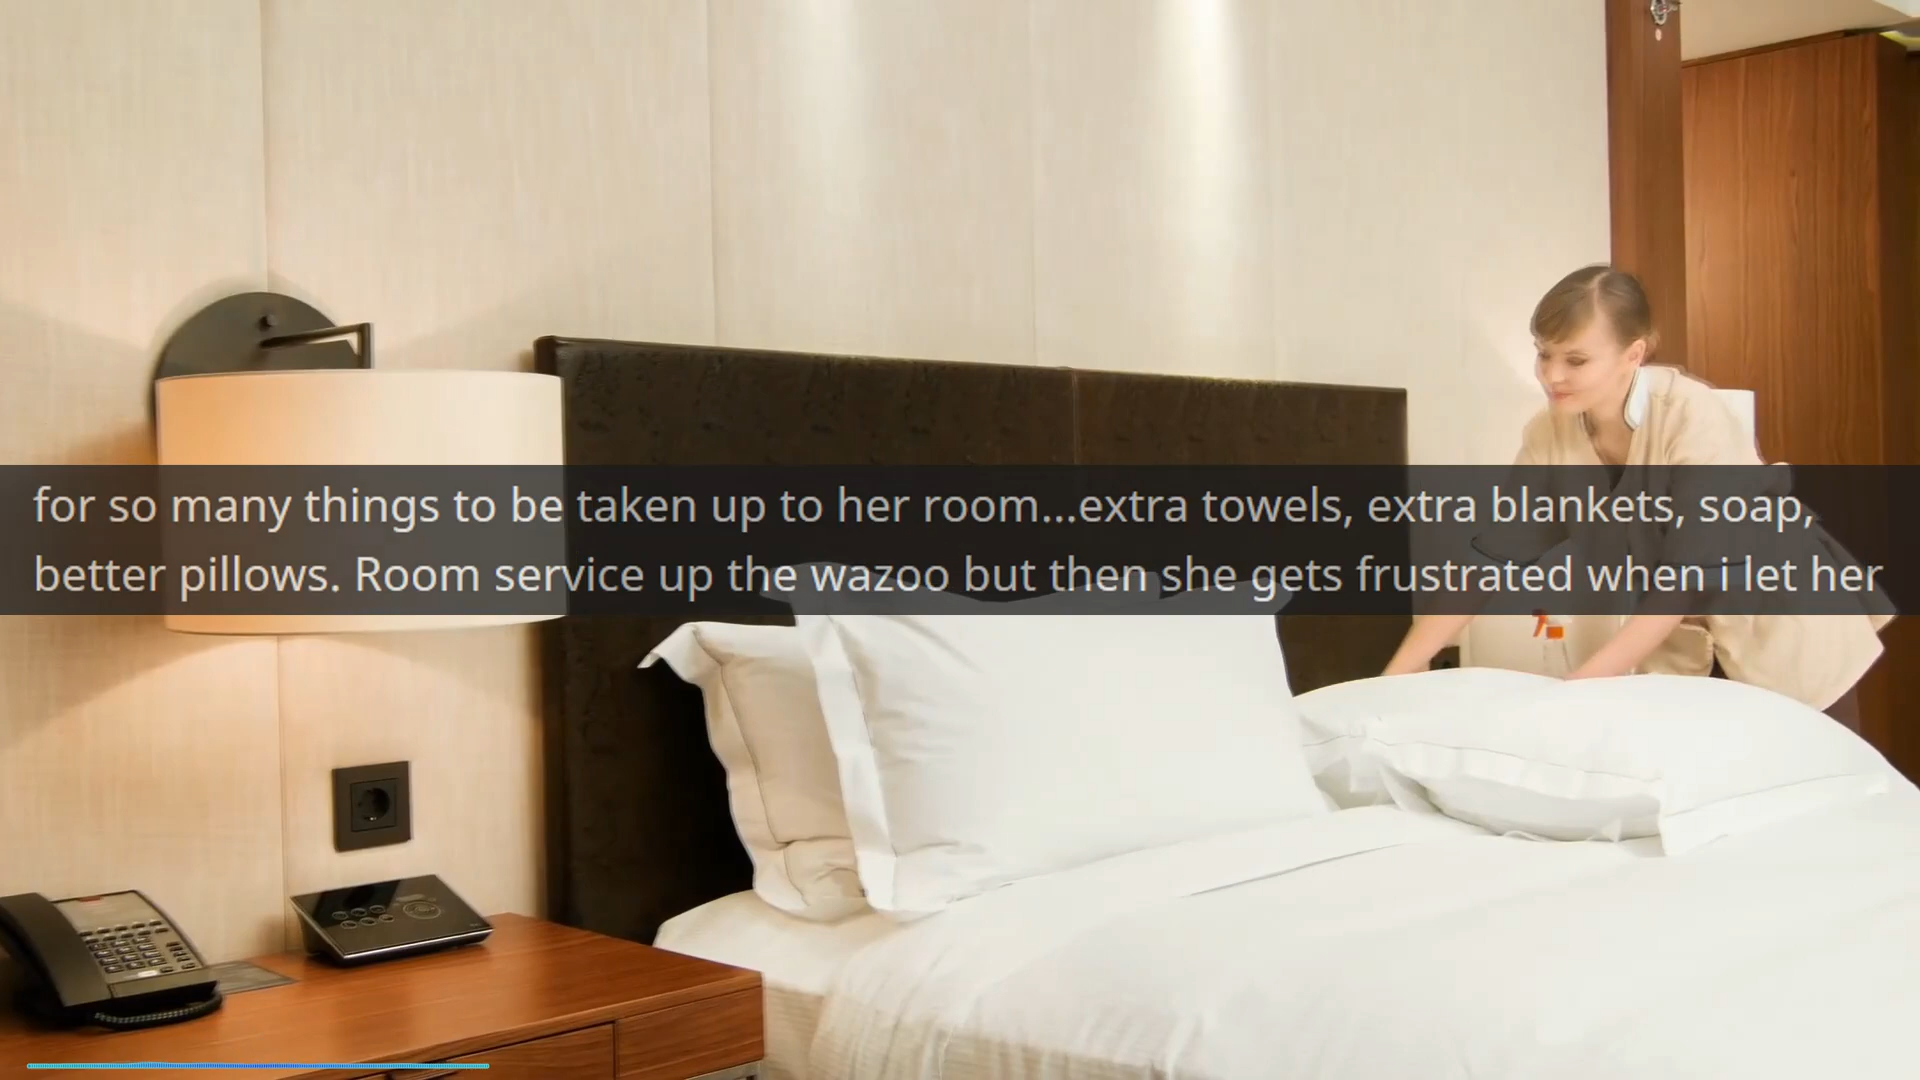 for so many things to be taken up to her room...extra towels, extra blankets, soap,
better pillows. Room service up the wazoo but then she gets frustrated when i let her